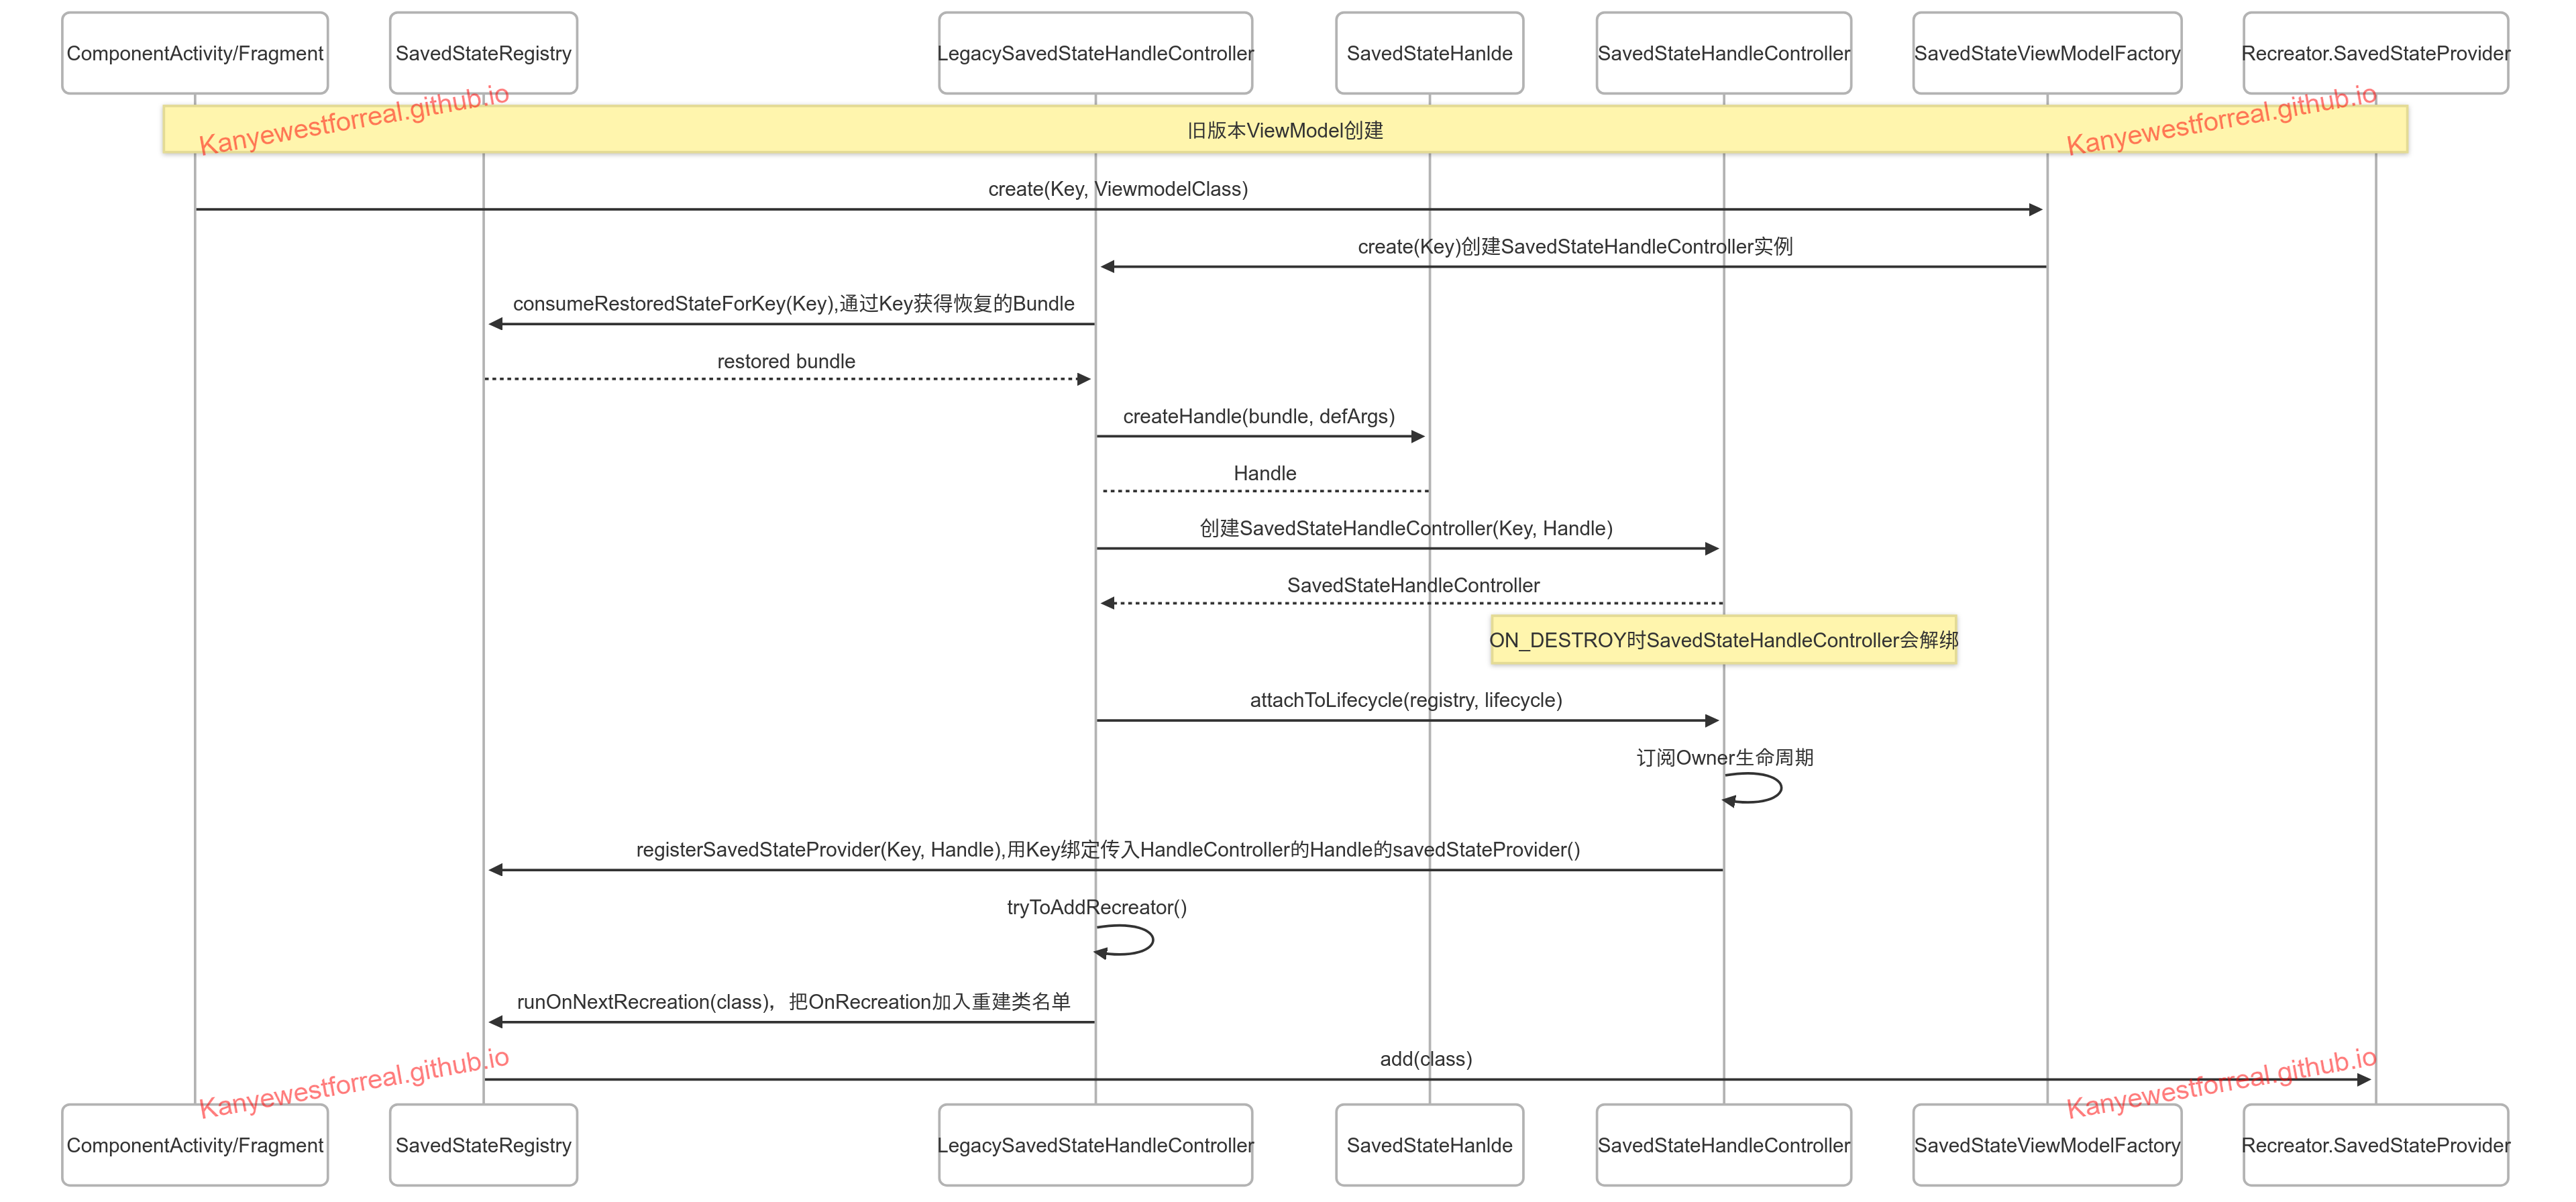 ComponentActivity/Fragment
SavedStateRegistry
LegacySavedStateHandleController
SavedStateHanlde
SavedStateHandleController
SavedStateViewModelFactory
Recreator.SavedStateProvider
Kanyewestforreal.github.io
Kanyewestforreal.github.io
旧版本ViewModel创建
create(Key, ViewmodelClass)
create(Key)创建SavedStateHandleController实例
consumeRestoredStateForKey(Key),通过Key获得恢复的Bundle
restored bundle
createHandle(bundle, defArgs)
Handle
创建SavedStateHandleController(Key, Handle)
SavedStateHandleController
ON_DESTROY时SavedStateHandleController会解绑
attachToLifecycle(registry, lifecycle)
订阅Owner生命周期
registerSavedStateProvider(Key, Handle),用Key绑定传入HandleController的Handle的savedStateProvider()
tryToAddRecreator()
runOnNextRecreation(class)，把OnRecreation加入重建类名单
add(class)
Kanyewestforreal.github.io
Kanyewestforreal.github.io
ComponentActivity/Fragment
SavedStateRegistry
LegacySavedStateHandleController
SavedStateHanlde
SavedStateHandleController
SavedStateViewModelFactory
Recreator.SavedStateProvider